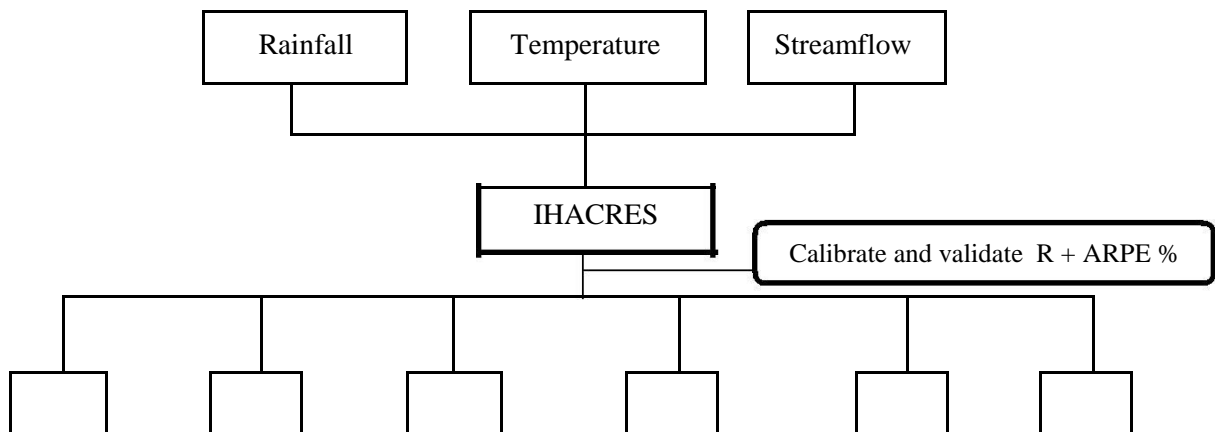 Rainfall
Temperature
Streamflow
IHACRES
Calibrate and validate R + ARPE %